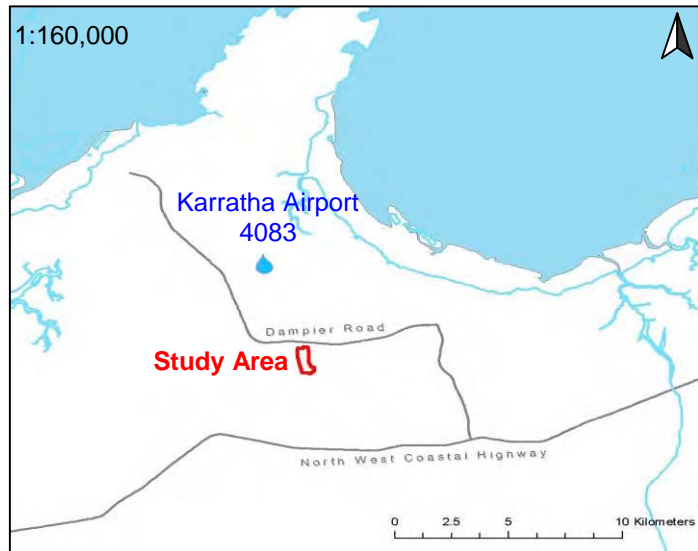 1:160,000
Karratha Airport
4083
Dampier Road
Study Area
North West Coastal Highway
0 2.5 5 10 Kilometers